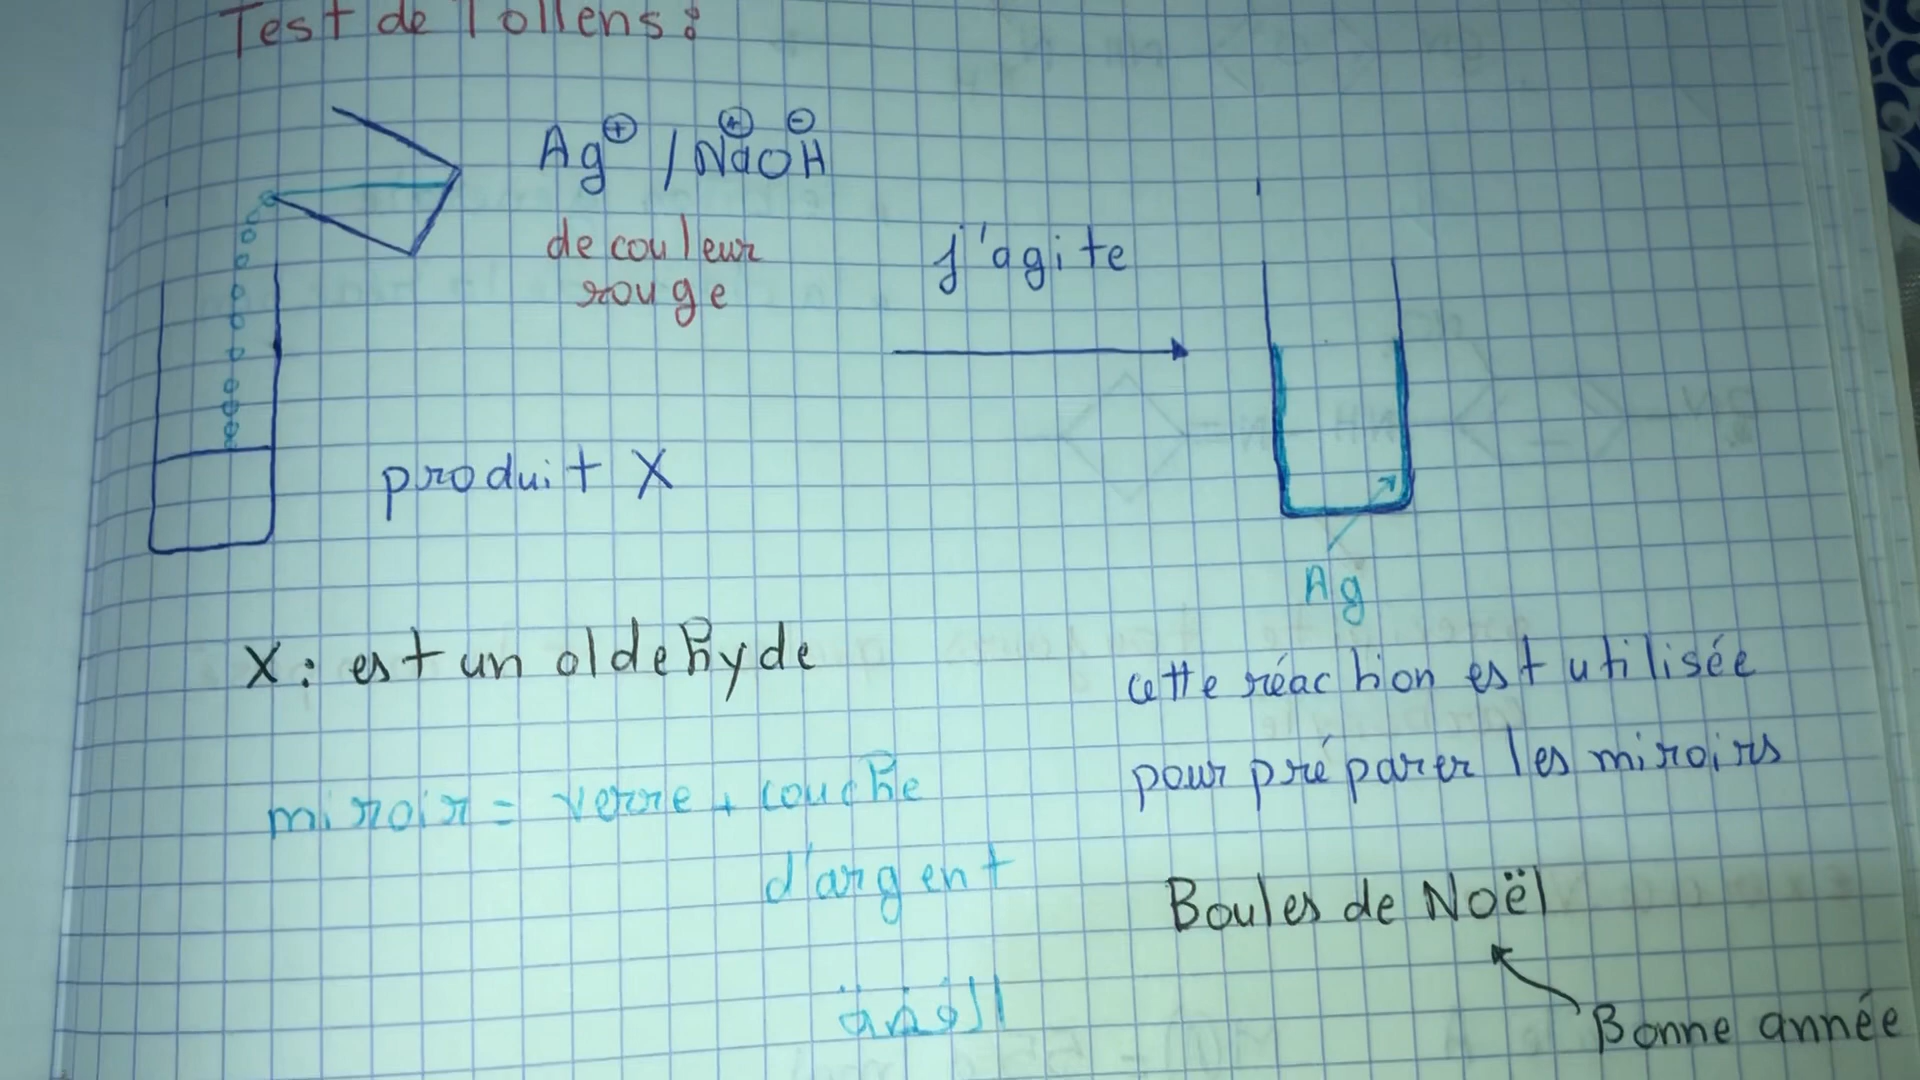 Test de Tollens :
Ag⊕ / Na⊕OH⊖
de couleur
rouge
j'agite
produit X
Ag
X : est un aldehyde
cette réaction est utilisée
pour préparer les miroirs
miroir = verre + couche
d'argent
Boules de Noël
Bonne année